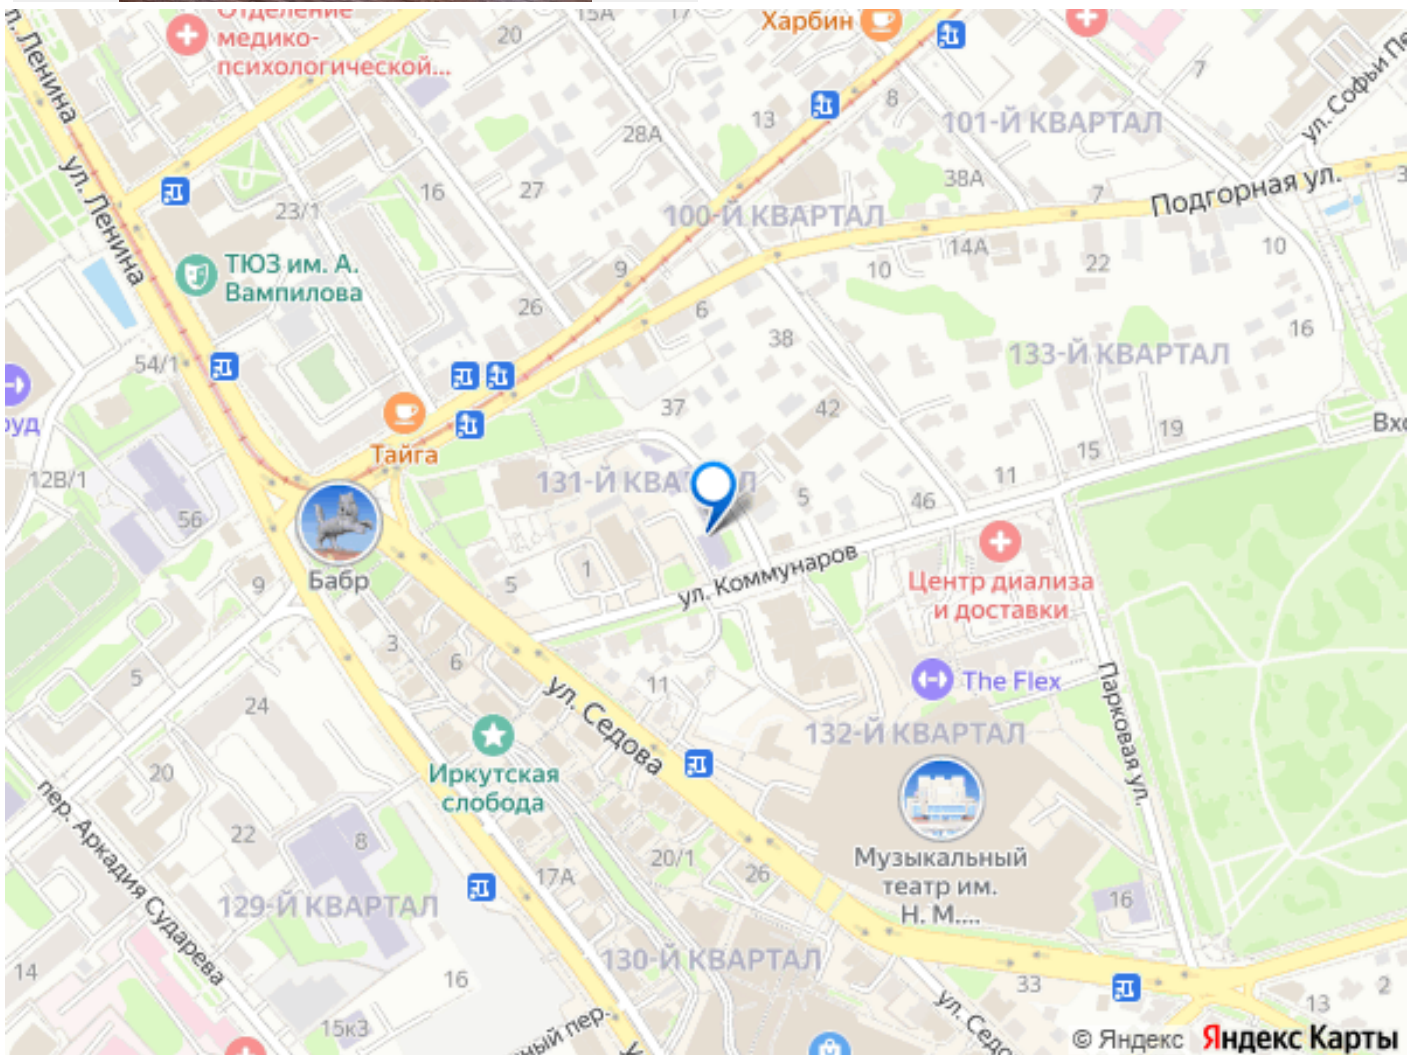 Отделение
медико-
психологической...
15А
17
20
Харбин
7
ул. Софьи Пе
л. Ленина
13
8
28А
101-Й КВАРТАЛ
ул. Ленина
16
27
38А
7
Подгорная ул.
3
23/1
100-Й КВАРТАЛ
ТЮЗ им. А.
Вампилова
9
10
14А
22
10
26
6
38
16
54/1
133-Й КВАРТАЛ
руд
Тайга
37
42
19
Вхо
12В/1
131-Й КВАРТАЛ
15
11
5
46
56
Бабр
9
5
1
ул. Коммунаров
Центр диализа
и доставки
3
6
5
11
The Flex
24
ул. Седова
132-Й КВАРТАЛ
Парковая ул.
Иркутская
слобода
20
пер. Аркадия Сударева
22
8
20/1
26
Музыкальный
театр им.
Н. М....
17А
16
129-Й КВАРТАЛ
130-Й КВАРТАЛ
14
16
33
2
13
15к3
ный пер.
ул. Седо
© Яндекс Яндекс Карты